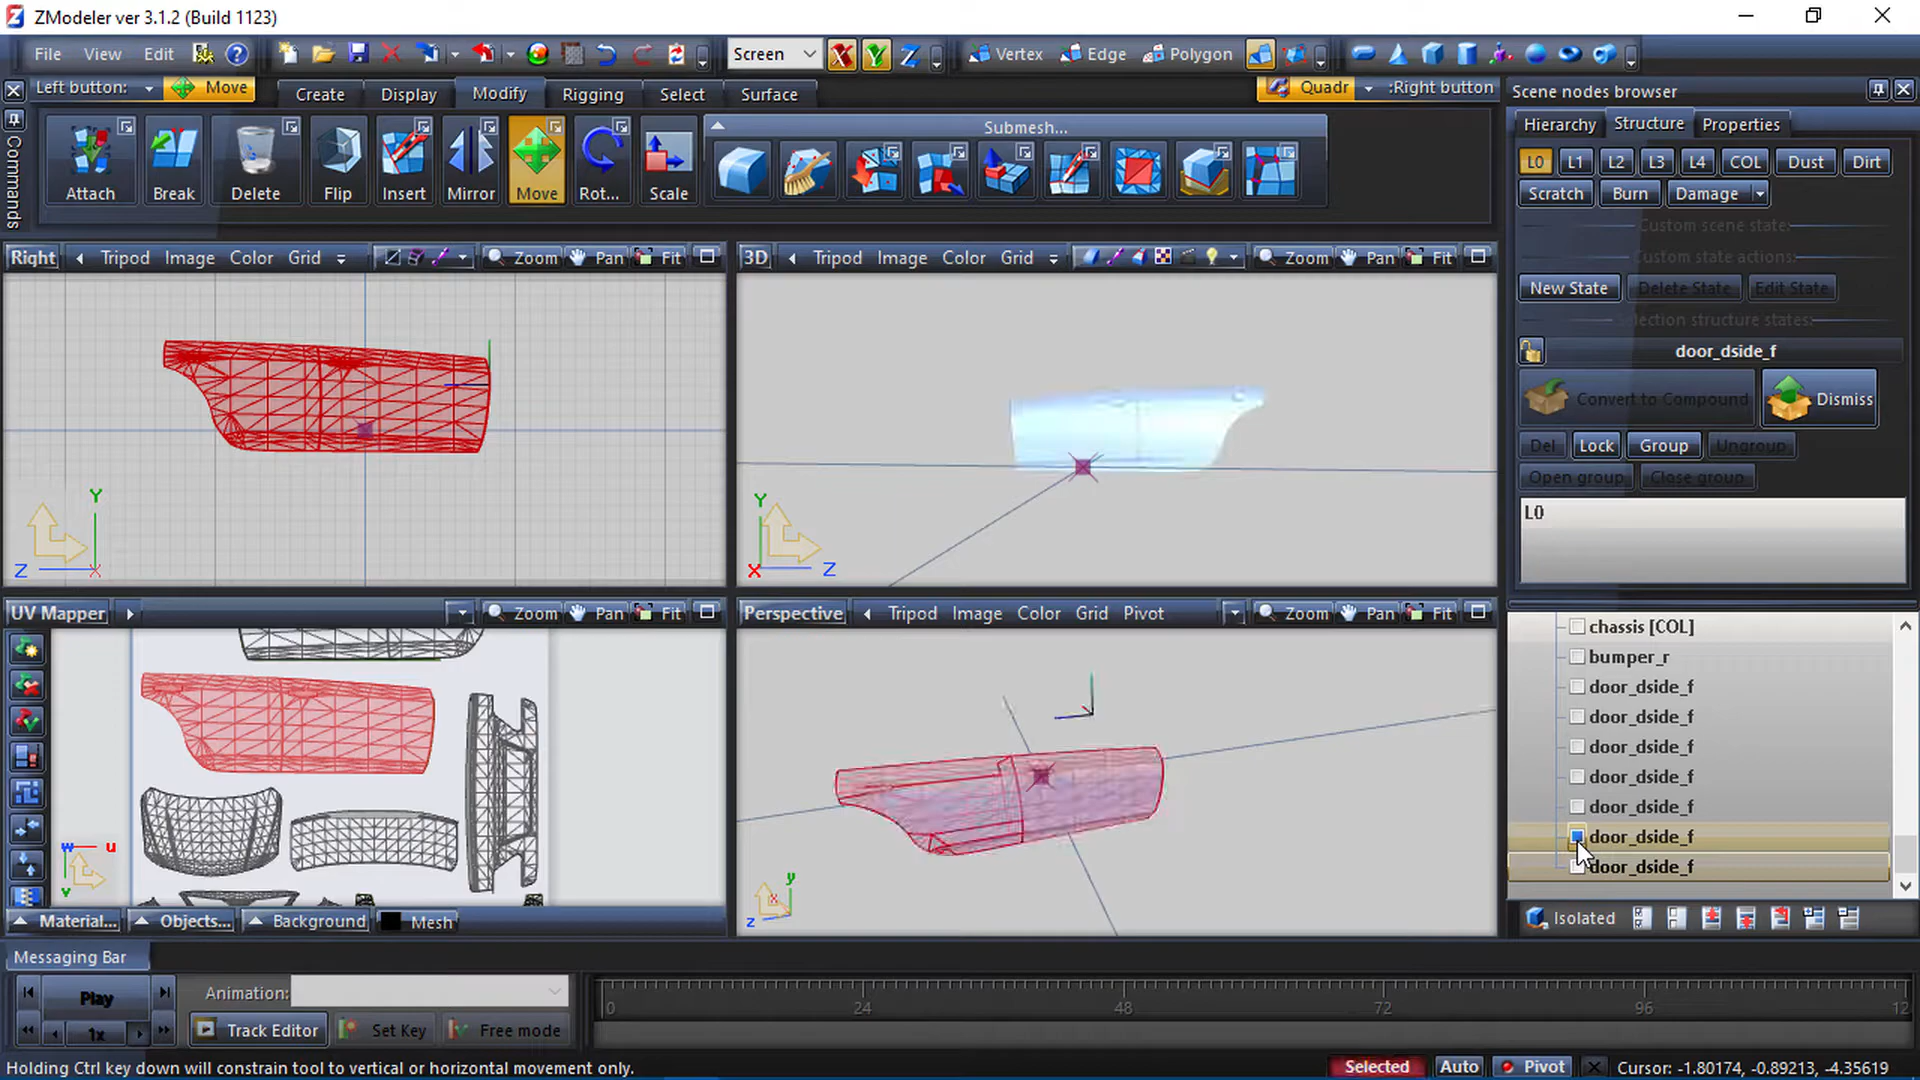 ZModeler ver 3.1.2 (Build 1123)
File View Edit Screen Vertex Edge Polygon
Left button: Move Create Display Modify Rigging Select Surface Quadr :Right button
Commands
Attach Break Delete Flip Insert Mirror Move Rot... Scale
Submesh...
Scene nodes browser
Hierarchy Structure Properties
L0 L1 L2 L3 L4 COL Dust Dirt
Scratch Burn Damage
Custom scene state:
Custom state actions:
New State Delete State Edit State
Selection structure states:
door_dside_f
Convert to Compound Dismiss
Del Lock Group Ungroup
Open group Close group
L0
Right Tripod Image Color Grid Zoom Pan Fit
Y
Z X
3D Tripod Image Color Grid Zoom Pan Fit
Y
X Z
UV Mapper Zoom Pan Fit
w u
v
Perspective Tripod Image Color Grid Pivot Zoom Pan Fit
y
x
z
chassis [COL]
bumper_r
door_dside_f
door_dside_f
door_dside_f
door_dside_f
door_dside_f
door_dside_f
door_dside_f
Isolated
Material... Objects... Background Mesh
Messaging Bar
Play
1x
Animation:
Track Editor Set Key Free mode
0 24 48 72 96 12
Holding Ctrl key down will constrain tool to vertical or horizontal movement only.
Selected Auto Pivot Cursor: -1.80174, -0.89213, -4.35619